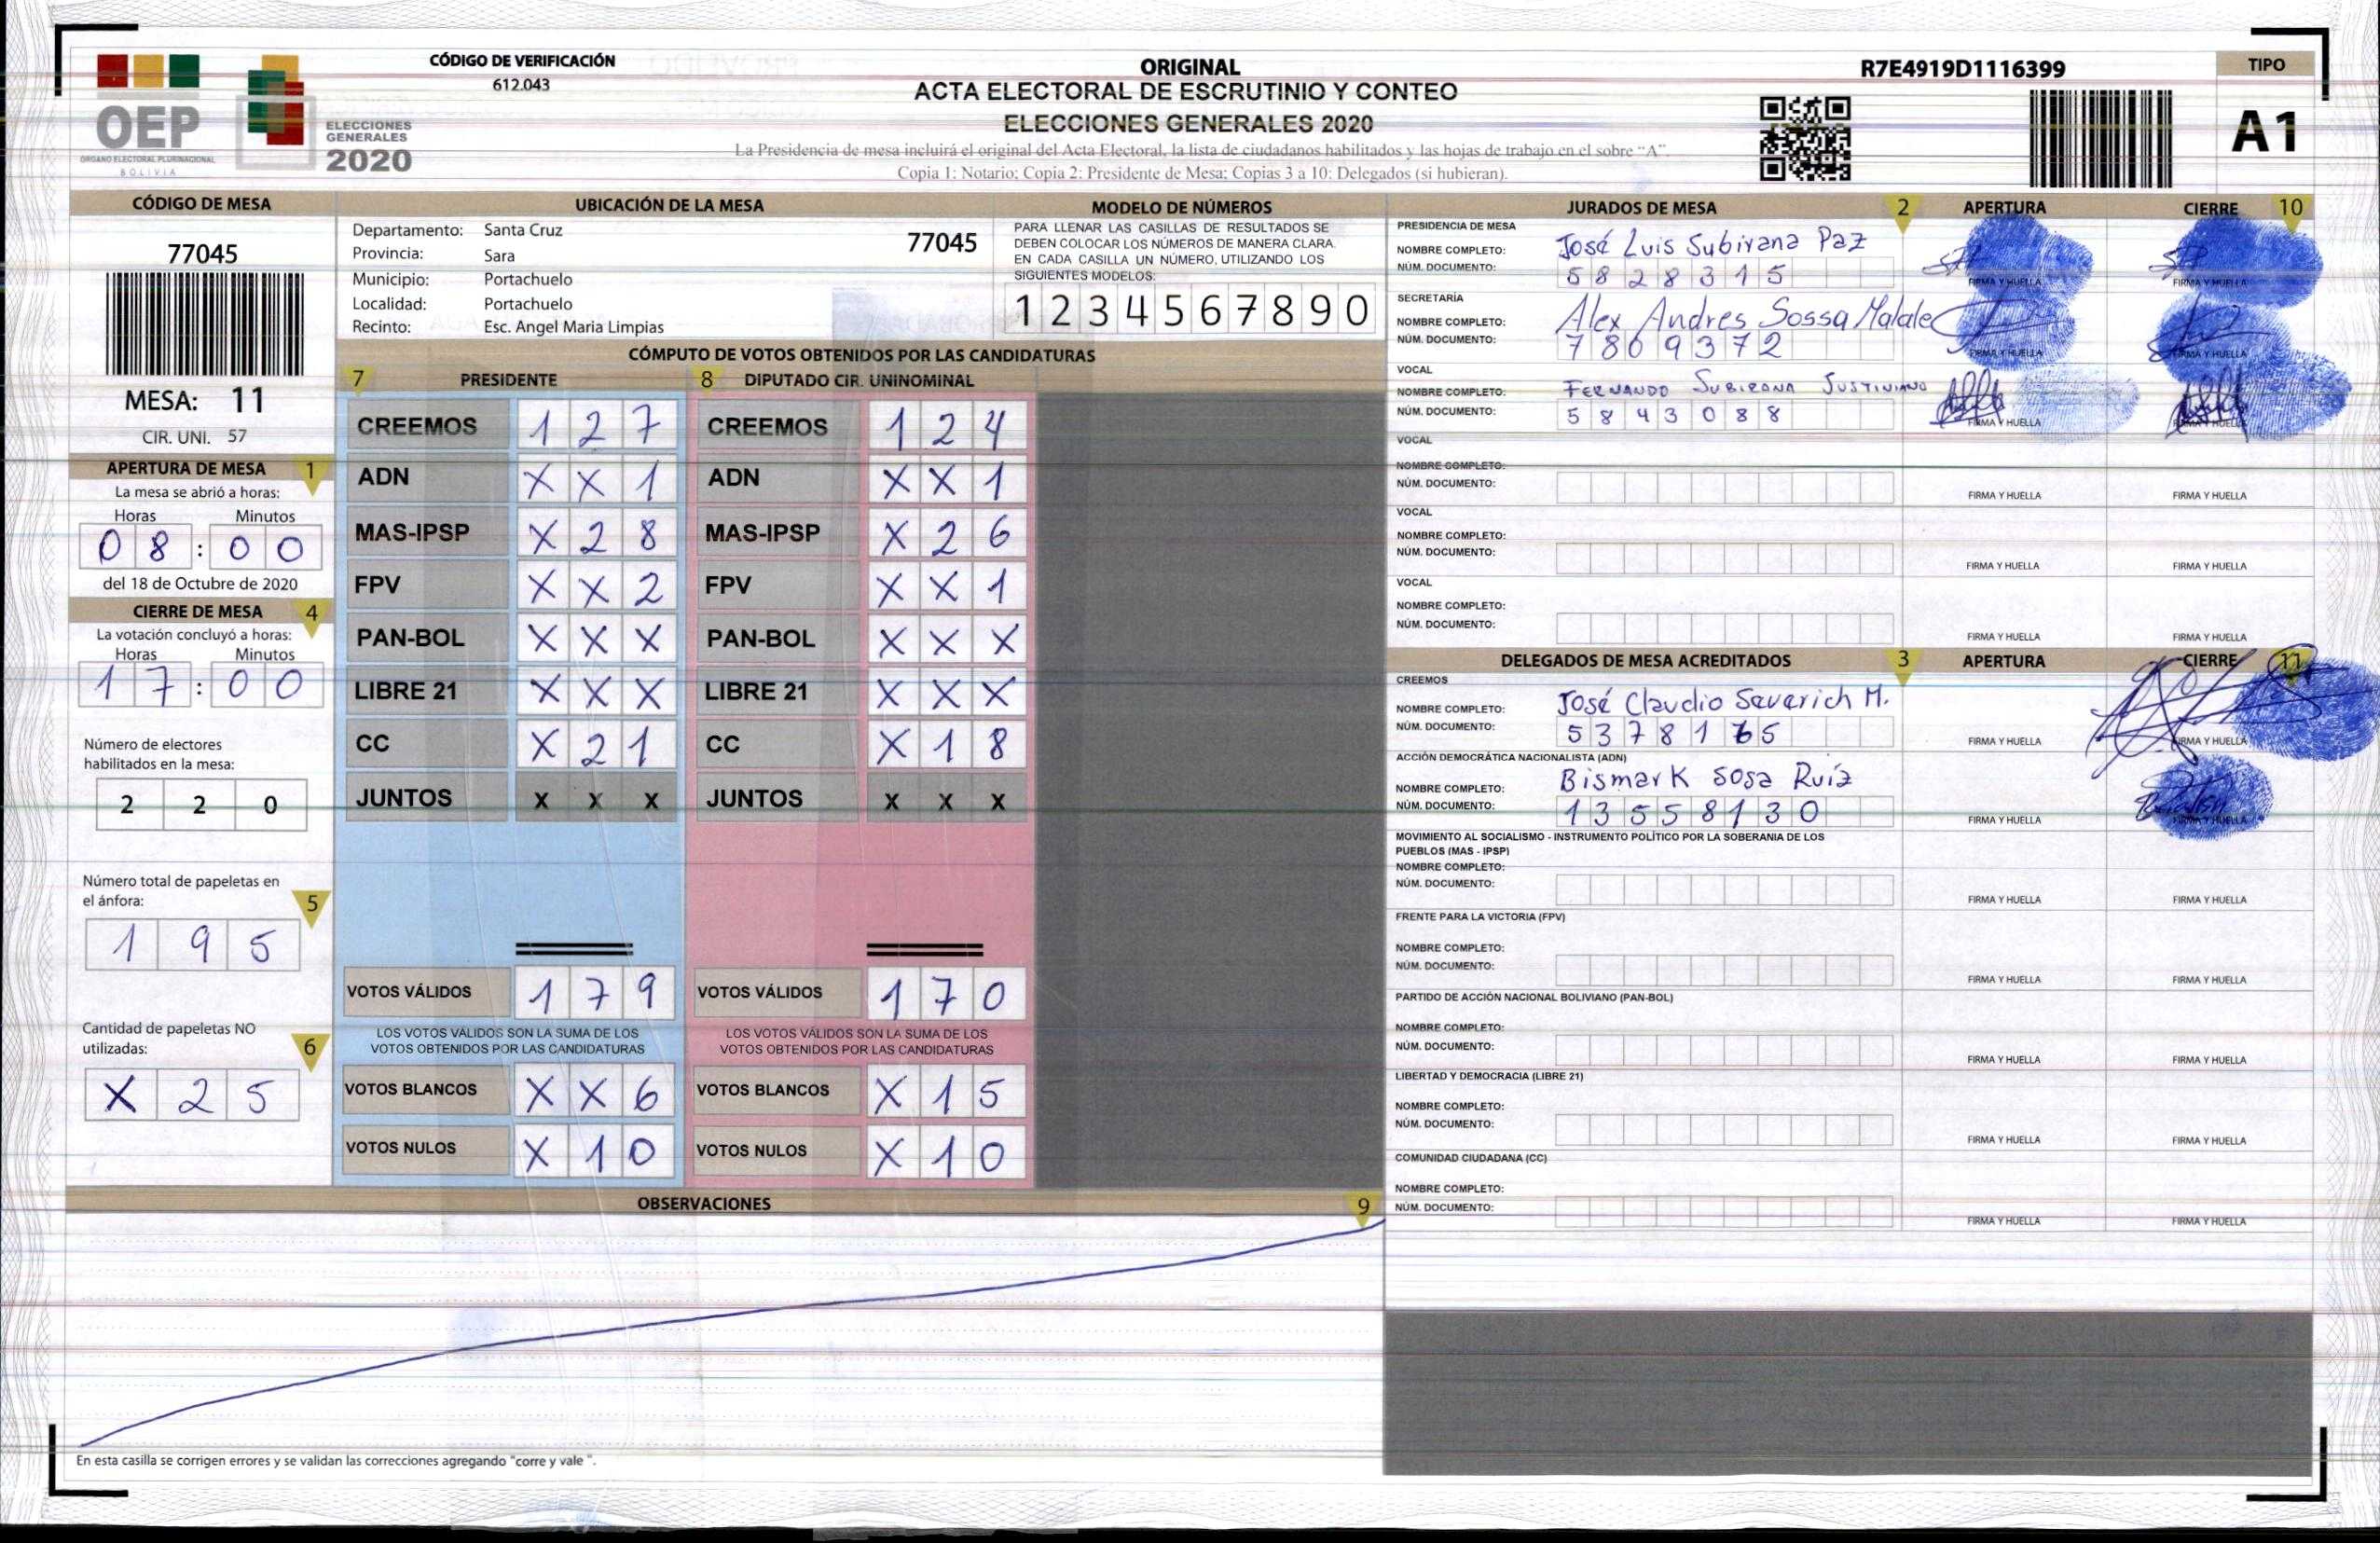 OEP
ÓRGANO ELECTORAL PLURINACIONAL
BOLIVIA
ELECCIONES
GENERALES
2020
CÓDIGO DE VERIFICACIÓN
612.043
ORIGINAL
ACTA ELECTORAL DE ESCRUTINIO Y CONTEO
ELECCIONES GENERALES 2020
La Presidencia de mesa incluirá el original del Acta Electoral, la lista de ciudadanos habilitados y las hojas de trabajo en el sobre "A".
Copia 1: Notario; Copia 2: Presidente de Mesa; Copias 3 a 10: Delegados (si hubieran).
R7E4919D1116399
TIPO
A1
CÓDIGO DE MESA
77045
MESA: 11
CIR. UNI. 57
APERTURA DE MESA 1
La mesa se abrió a horas:
Horas Minutos
0 8 : 0 0
del 18 de Octubre de 2020
CIERRE DE MESA 4
La votación concluyó a horas:
Horas Minutos
1 7 : 0 0
Número de electores
habilitados en la mesa:
2 2 0
Número total de papeletas en
el ánfora: 5
1 9 5
Cantidad de papeletas NO
utilizadas: 6
X 2 5
UBICACIÓN DE LA MESA
Departamento: Santa Cruz
77045
Provincia: Sara
Municipio: Portachuelo
Localidad: Portachuelo
Recinto: Esc. Angel Maria Limpias
MODELO DE NÚMEROS
PARA LLENAR LAS CASILLAS DE RESULTADOS SE
DEBEN COLOCAR LOS NÚMEROS DE MANERA CLARA.
EN CADA CASILLA UN NÚMERO, UTILIZANDO LOS
SIGUIENTES MODELOS:
1 2 3 4 5 6 7 8 9 0
CÓMPUTO DE VOTOS OBTENIDOS POR LAS CANDIDATURAS
7 PRESIDENTE 8 DIPUTADO CIR. UNINOMINAL
CREEMOS 1 2 7 CREEMOS 1 2 4
ADN X X 1 ADN X X 1
MAS-IPSP X 2 8 MAS-IPSP X 2 6
FPV X X 2 FPV X X 1
PAN-BOL X X X PAN-BOL X X X
LIBRE 21 X X X LIBRE 21 X X X
CC X 2 1 CC X 1 8
JUNTOS X X X JUNTOS X X X
VOTOS VÁLIDOS 1 7 9 VOTOS VÁLIDOS 1 7 0
LOS VOTOS VÁLIDOS SON LA SUMA DE LOS LOS VOTOS VÁLIDOS SON LA SUMA DE LOS
VOTOS OBTENIDOS POR LAS CANDIDATURAS VOTOS OBTENIDOS POR LAS CANDIDATURAS
VOTOS BLANCOS X X 6 VOTOS BLANCOS X 1 5
VOTOS NULOS X 1 0 VOTOS NULOS X 1 0
OBSERVACIONES 9
En esta casilla se corrigen errores y se validan las correcciones agregando "corre y vale ".
JURADOS DE MESA 2 APERTURA CIERRE 10
PRESIDENCIA DE MESA
NOMBRE COMPLETO: José Luis Subirana Paz
NÚM. DOCUMENTO: 5 8 2 8 3 1 5
FIRMA Y HUELLA FIRMA Y HUELLA
SECRETARÍA
NOMBRE COMPLETO: Alex Andres Sossa Malale
NÚM. DOCUMENTO: 7 8 0 9 3 7 2
FIRMA Y HUELLA FIRMA Y HUELLA
VOCAL
NOMBRE COMPLETO: FERNANDO SUBIRANA JUSTINIANO
NÚM. DOCUMENTO: 5 8 4 3 0 8 8
FIRMA Y HUELLA FIRMA Y HUELLA
VOCAL
NOMBRE COMPLETO:
NÚM. DOCUMENTO:
FIRMA Y HUELLA FIRMA Y HUELLA
VOCAL
NOMBRE COMPLETO:
NÚM. DOCUMENTO:
FIRMA Y HUELLA FIRMA Y HUELLA
VOCAL
NOMBRE COMPLETO:
NÚM. DOCUMENTO:
FIRMA Y HUELLA FIRMA Y HUELLA
DELEGADOS DE MESA ACREDITADOS 3 APERTURA CIERRE 11
CREEMOS
NOMBRE COMPLETO: José Claudio Saverich M.
NÚM. DOCUMENTO: 5 3 7 8 1 6 5
FIRMA Y HUELLA FIRMA Y HUELLA
ACCIÓN DEMOCRÁTICA NACIONALISTA (ADN)
NOMBRE COMPLETO: Bismark Sosa Ruíz
NÚM. DOCUMENTO: 1 3 5 5 8 1 3 0
FIRMA Y HUELLA FIRMA Y HUELLA
MOVIMIENTO AL SOCIALISMO - INSTRUMENTO POLÍTICO POR LA SOBERANIA DE LOS
PUEBLOS (MAS - IPSP)
NOMBRE COMPLETO:
NÚM. DOCUMENTO:
FIRMA Y HUELLA FIRMA Y HUELLA
FRENTE PARA LA VICTORIA (FPV)
NOMBRE COMPLETO:
NÚM. DOCUMENTO:
FIRMA Y HUELLA FIRMA Y HUELLA
PARTIDO DE ACCIÓN NACIONAL BOLIVIANO (PAN-BOL)
NOMBRE COMPLETO:
NÚM. DOCUMENTO:
FIRMA Y HUELLA FIRMA Y HUELLA
LIBERTAD Y DEMOCRACIA (LIBRE 21)
NOMBRE COMPLETO:
NÚM. DOCUMENTO:
FIRMA Y HUELLA FIRMA Y HUELLA
COMUNIDAD CIUDADANA (CC)
NOMBRE COMPLETO:
NÚM. DOCUMENTO:
FIRMA Y HUELLA FIRMA Y HUELLA